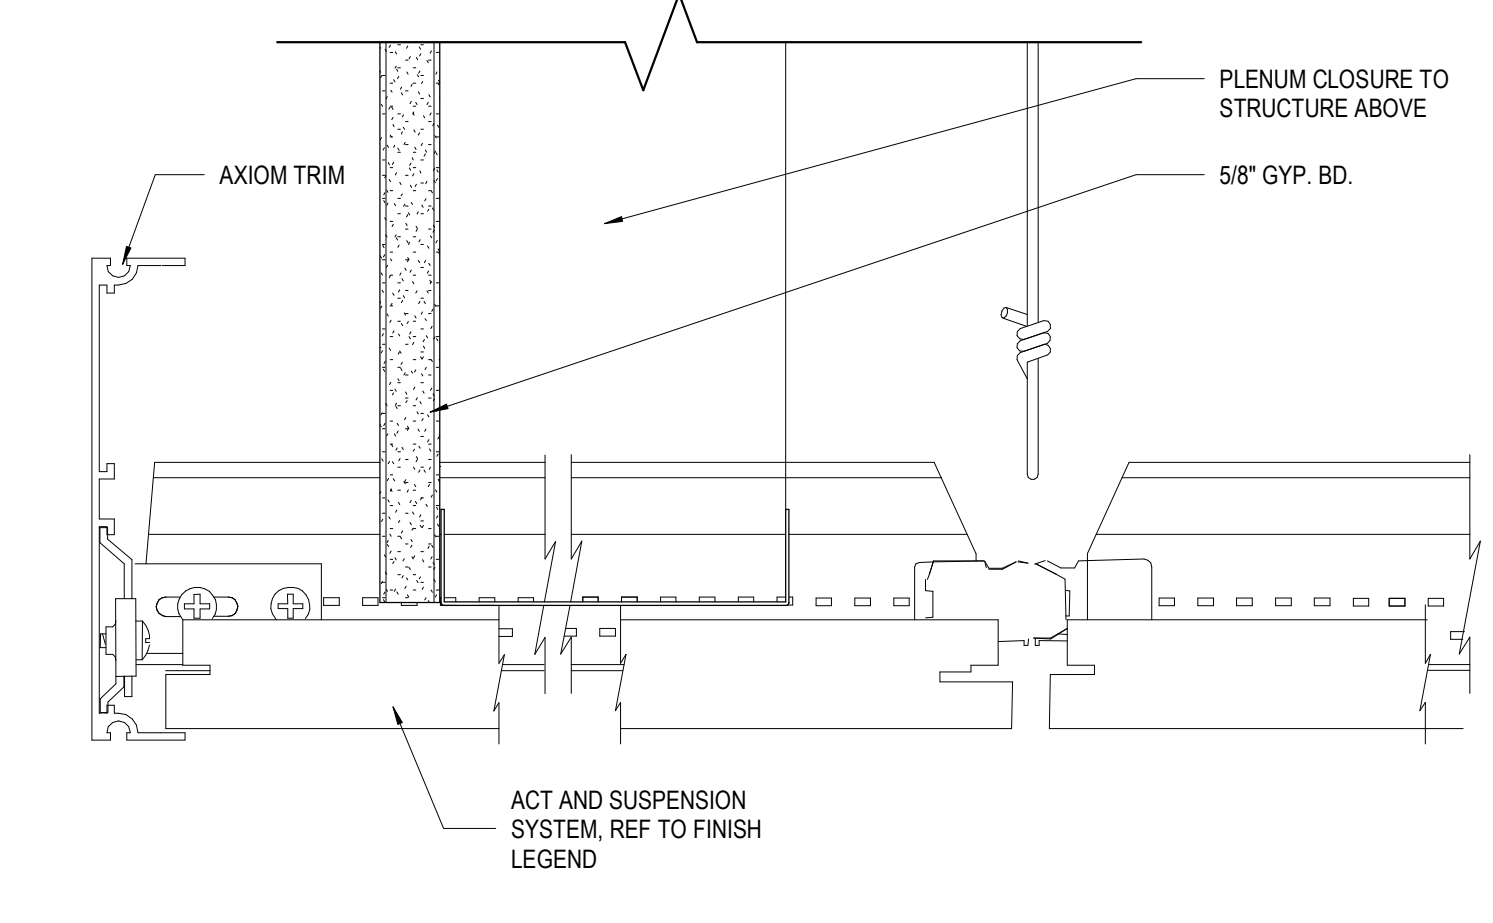 PLENUM CLOSURE TO
STRUCTURE ABOVE
AXIOM TRIM
5/8" GYP. BD.
ACT AND SUSPENSION
SYSTEM, REF TO FINISH
LEGEND